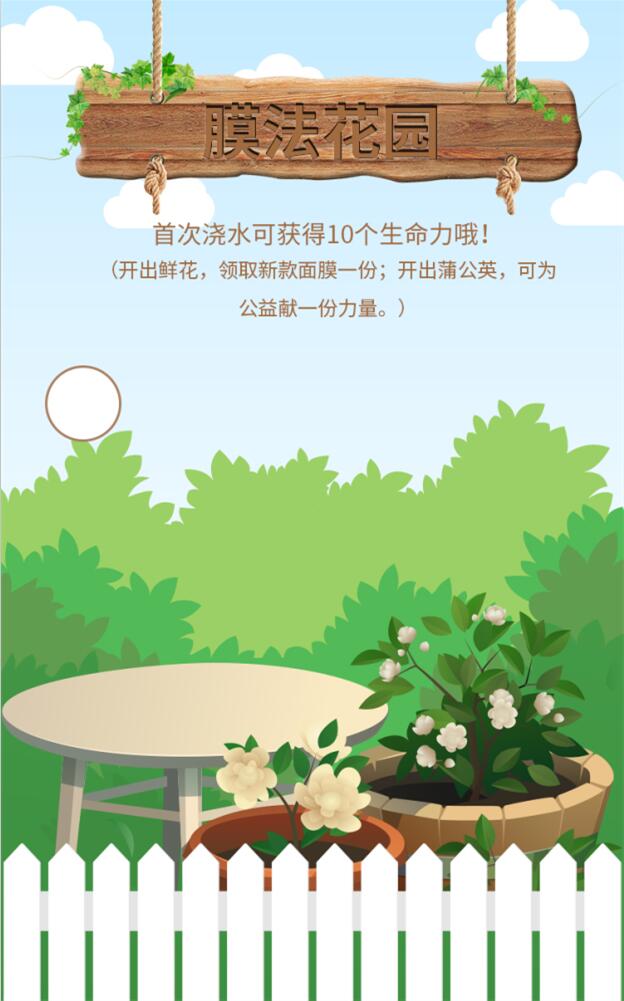 膜法花园
首次浇水可获得10个生命力哦！
（开出鲜花，领取新款面膜一份；开出蒲公英，可为
公益献一份力量。）